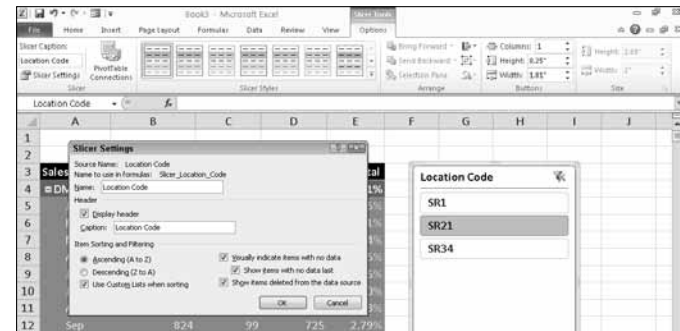 Book3 - Microsoft Excel
Slicer Tools
File Home Insert Page Layout Formulas Data Review View Options
Slicer Caption:
Location Code
Slicer Settings
PivotTable Connections
Slicer
Slicer Styles
Bring Forward
Send Backward
Selection Pane
Arrange
Columns: 1
Height: 0.25"
Width: 1.81"
Buttons
Height:
Width:
Size
Location Code fx
A B C D E F G H I J
1
2
3 Sales
4 DM 1%
5
6
7
8
9
10
11
12 Sep 824 99 725 2.79%
Slicer Settings
Source Name: Location Code
Name to use in formulas: Slicer_Location_Code
Name: Location Code
Header
Display header
Caption: Location Code
Item Sorting and Filtering
Ascending (A to Z)
Descending (Z to A)
Use Custom Lists when sorting
Visually indicate items with no data
Show items with no data last
Show items deleted from the data source
OK Cancel
Location Code
SR1
SR21
SR34